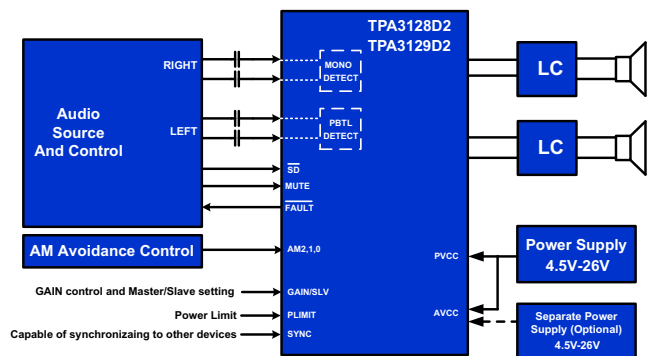 TPA3128D2
TPA3129D2
RIGHT
MONO
DETECT
LC
Audio
Source
And Control
LEFT
PBTL
DETECT
LC
SD
MUTE
FAULT
AM Avoidance Control
AM2,1,0
PVCC
Power Supply
4.5V-26V
GAIN control and Master/Slave setting
GAIN/SLV
Power Limit
PLIMIT
AVCC
Separate Power
Supply (Optional)
4.5V-26V
Capable of synchronizaing to other devices
SYNC